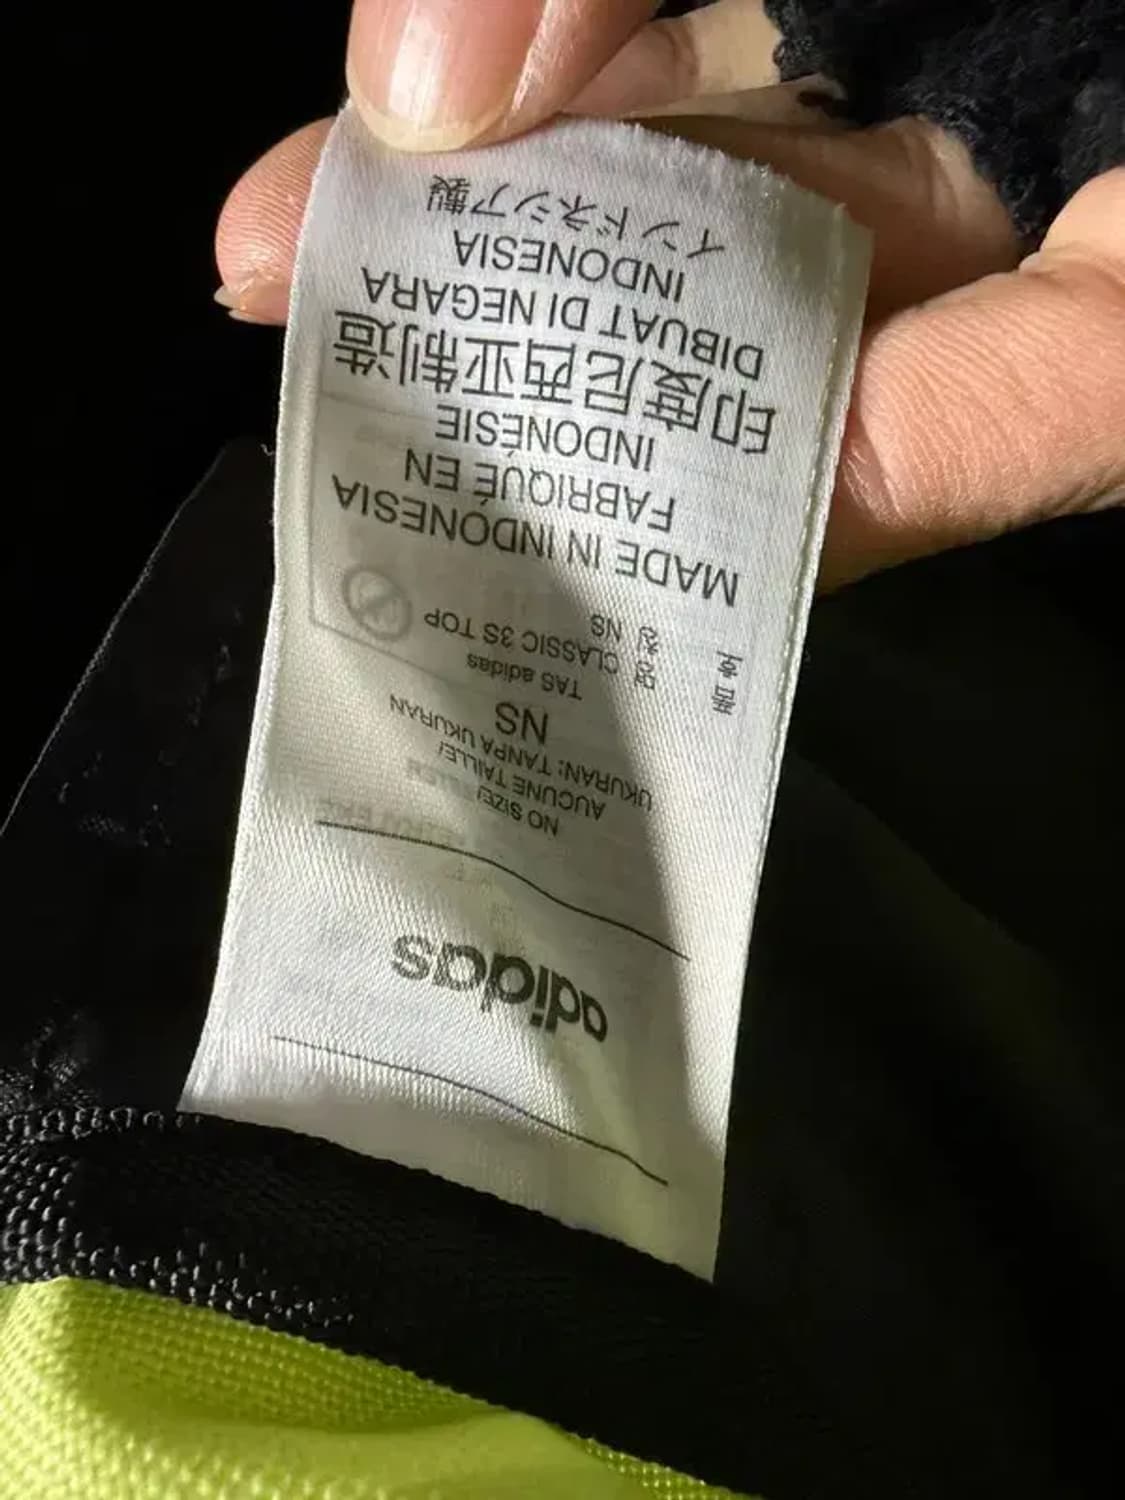 adidas
NO SIZE/
AUCUNE TAILLE/
UKURAN: TANPA UKURAN
NS
TAS adidas
CLASSIC 3S TOP
NS
MADE IN INDONESIA
FABRIQUÉ EN
INDONÉSIE
印度尼西亚制造
DIBUAT DI NEGARA
INDONESIA
インドネシア製